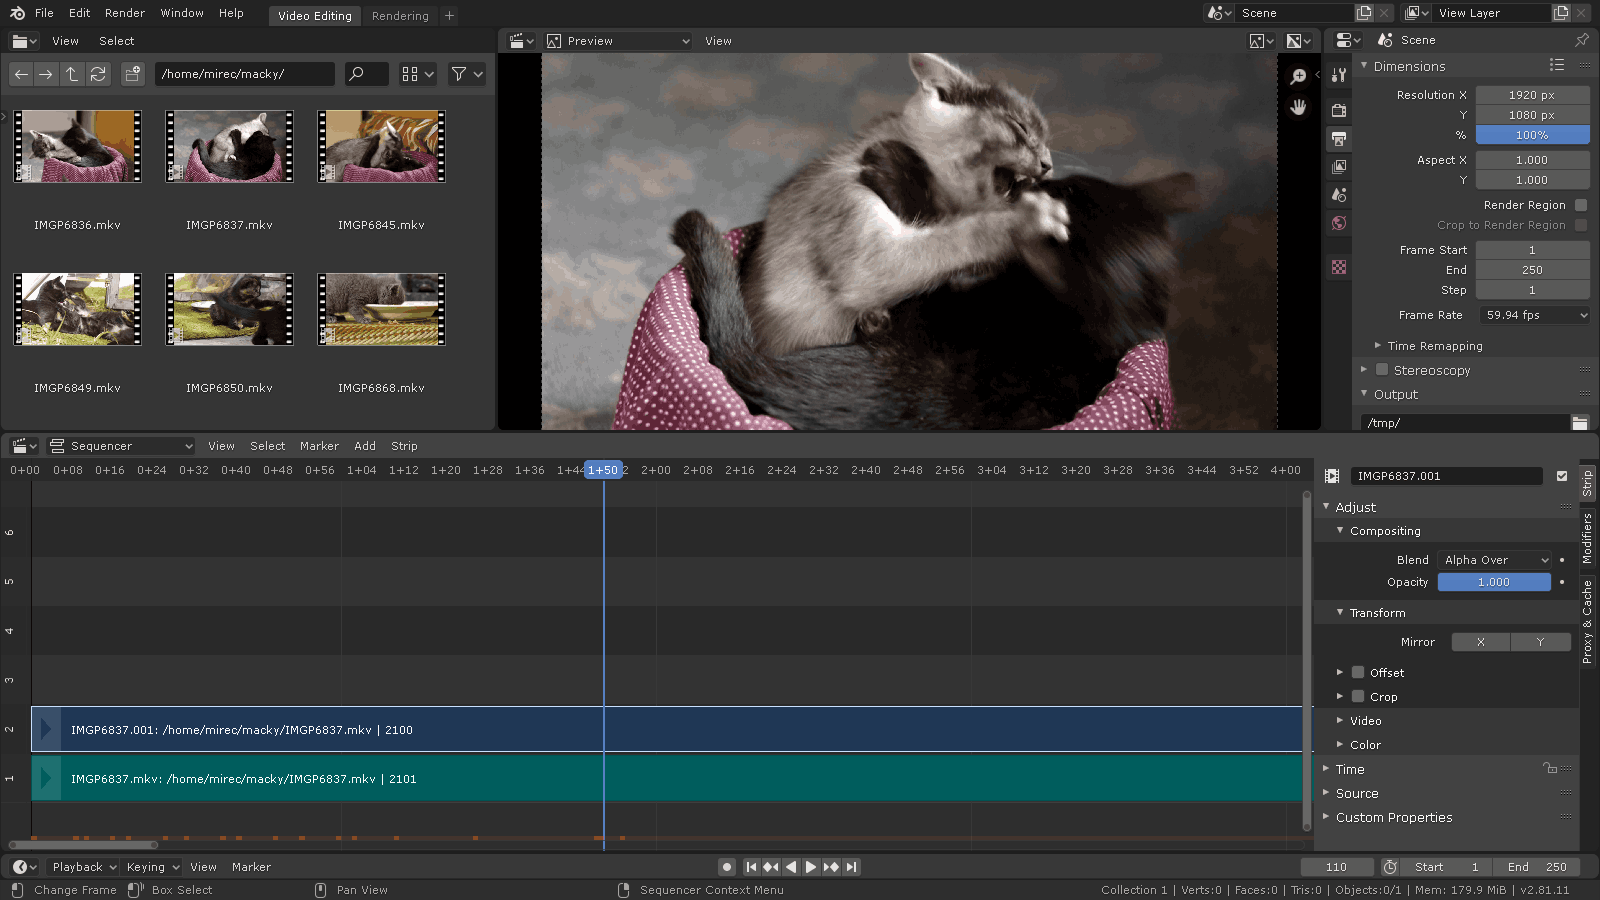 File Edit Render Window Help Video Editing Rendering + Scene View Layer
View Select Preview View Scene
/home/mirec/macky/
IMGP6836.mkv IMGP6837.mkv IMGP6845.mkv
IMGP6849.mkv IMGP6850.mkv IMGP6868.mkv
Dimensions
Resolution X 1920 px
Y 1080 px
% 100%
Aspect X 1.000
Y 1.000
Render Region
Crop to Render Region
Frame Start 1
End 250
Step 1
Frame Rate 59.94 fps
Time Remapping
Stereoscopy
Output
/tmp/
Sequencer View Select Marker Add Strip
0+00 0+08 0+16 0+24 0+32 0+40 0+48 0+56 1+04 1+12 1+20 1+28 1+36 1+44 1+50 2 2+00 2+08 2+16 2+24 2+32 2+40 2+48 2+56 3+04 3+12 3+20 3+28 3+36 3+44 3+52 4+00
6
5
4
3
2 IMGP6837.001: /home/mirec/macky/IMGP6837.mkv | 2100
1 IMGP6837.mkv: /home/mirec/macky/IMGP6837.mkv | 2101
IMGP6837.001
Adjust
Compositing
Blend Alpha Over
Opacity 1.000
Transform
Mirror X Y
Offset
Crop
Video
Color
Time
Source
Custom Properties
Strip
Modifiers
Proxy & Cache
Playback Keying View Marker 110 Start 1 End 250
Change Frame Box Select Pan View Sequencer Context Menu Collection 1 | Verts:0 | Faces:0 | Tris:0 | Objects:0/1 | Mem: 179.9 MiB | v2.81.11